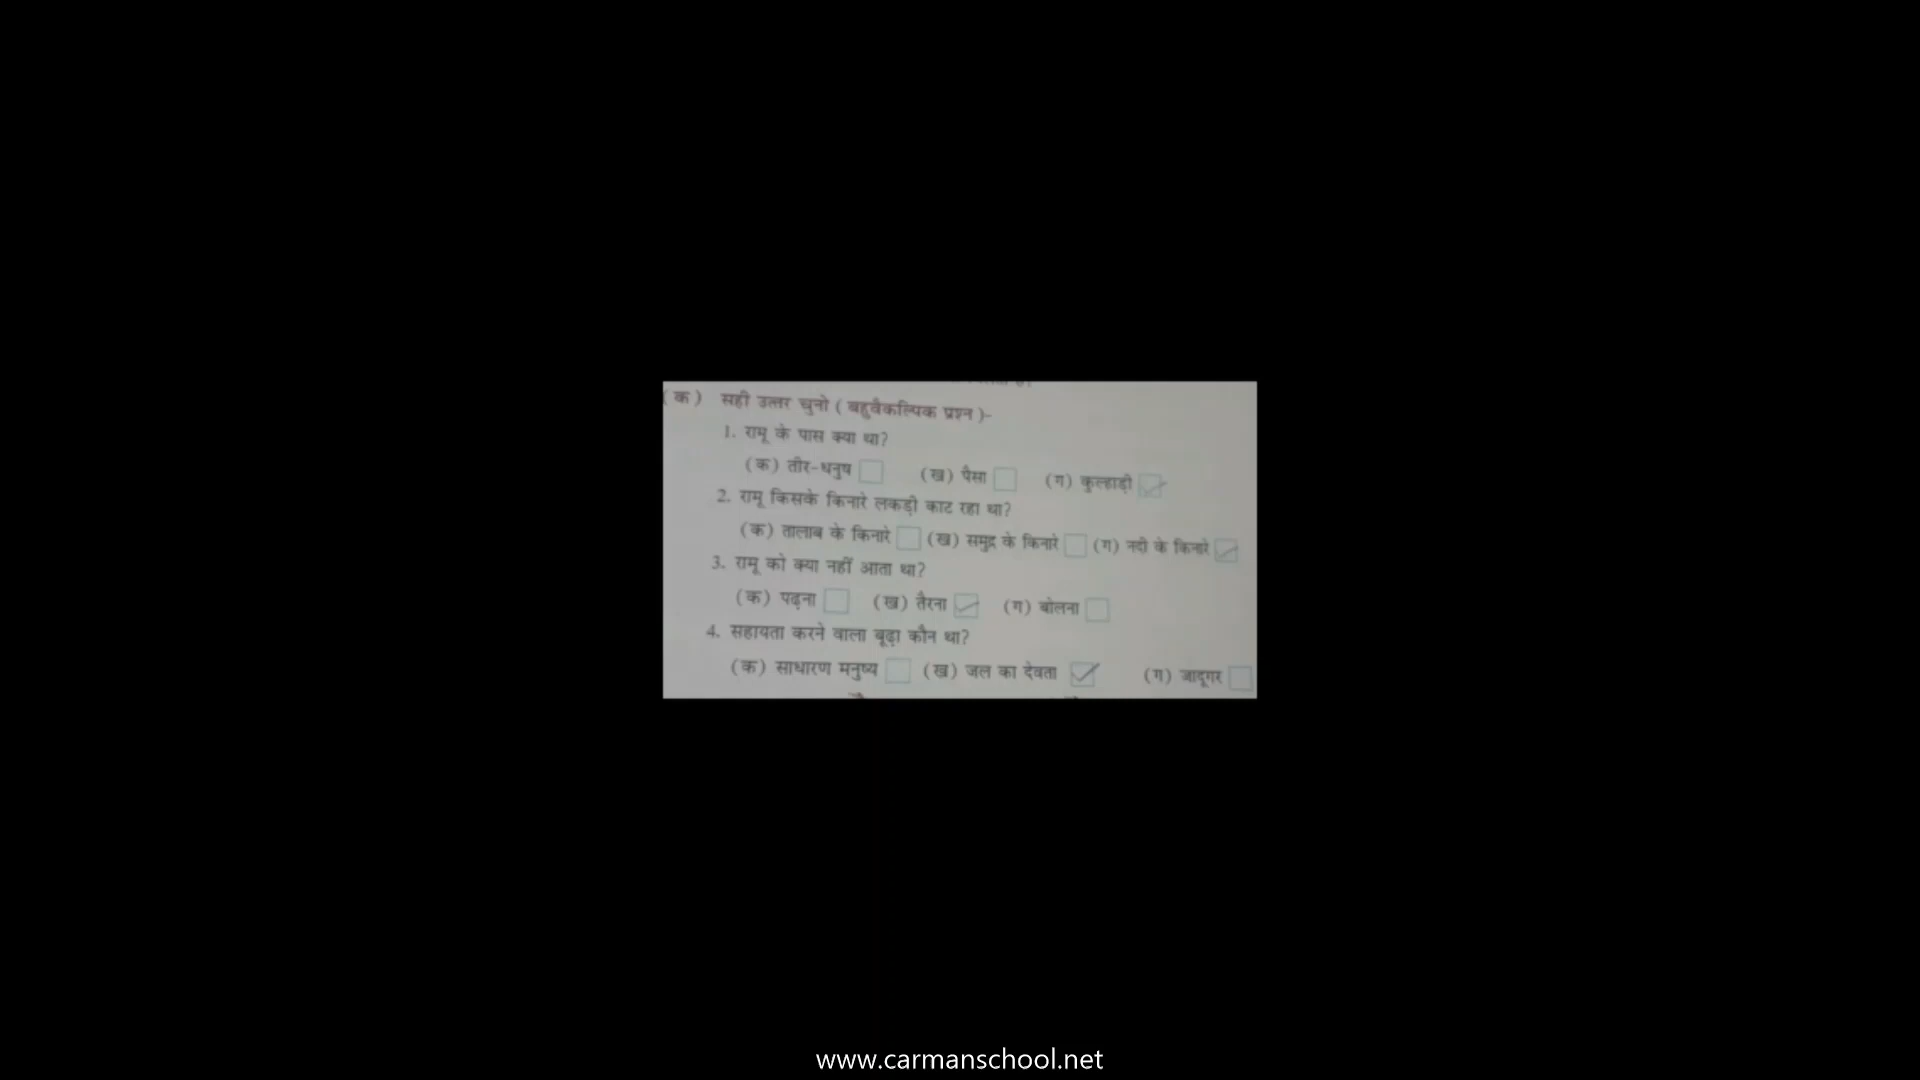 (क) सही उत्तर चुनो ( बहुवैकल्पिक प्रश्न )-
1. रामू के पास क्या था?
(क) तीर-धनुष (ख) पैसा (ग) कुल्हाड़ी
2. रामू किसके किनारे लकड़ी काट रहा था?
(क) तालाब के किनारे (ख) समुद्र के किनारे (ग) नदी के किनारे
3. रामू को क्या नहीं आता था?
(क) पढ़ना (ख) तैरना (ग) बोलना
4. सहायता करने वाला बूढ़ा कौन था?
(क) साधारण मनुष्य (ख) जल का देवता (ग) जादूगर
www.carmanschool.net